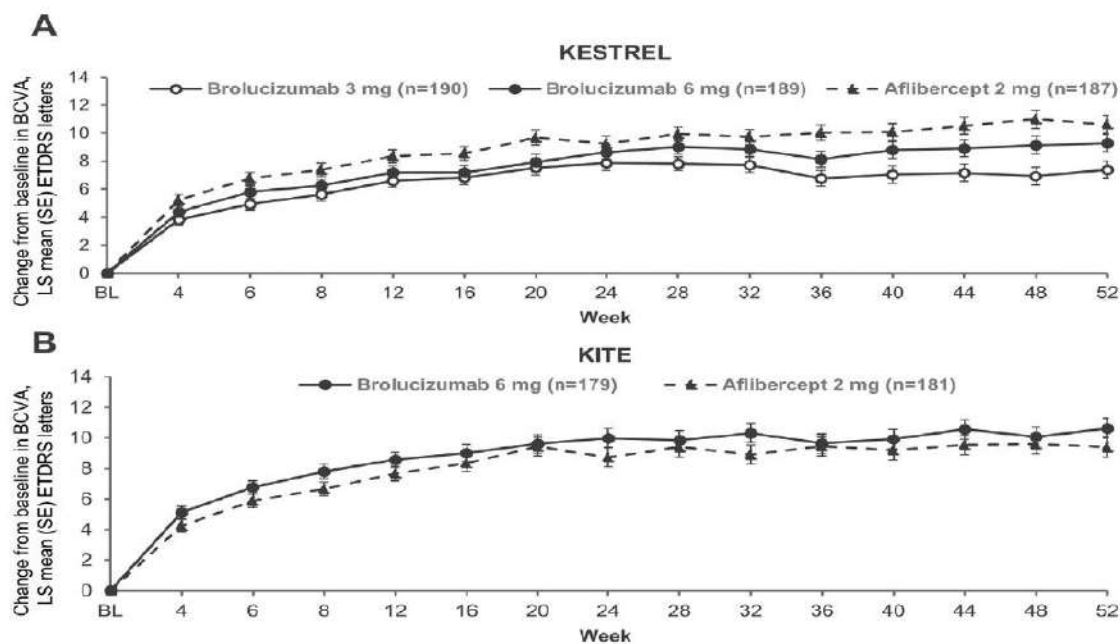 A
KESTREL
Brolucizumab 3 mg (n=190) Brolucizumab 6 mg (n=189) Aflibercept 2 mg (n=187)
Change from baseline in BCVA,
LS mean (SE) ETDRS letters
14
12
10
8
6
4
2
0
BL 4 6 8 12 16 20 24 28 32 36 40 44 48 52
Week
B
KITE
Brolucizumab 6 mg (n=179) Aflibercept 2 mg (n=181)
Change from baseline in BCVA,
LS mean (SE) ETDRS letters
14
12
10
8
6
4
2
0
BL 4 6 8 12 16 20 24 28 32 36 40 44 48 52
Week